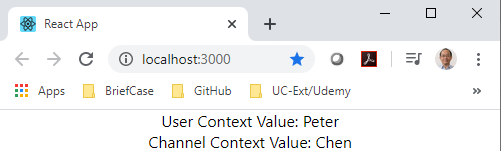 React App
localhost:3000
Apps BriefCase GitHub UC-Ext/Udemy »
User Context Value: Peter
Channel Context Value: Chen